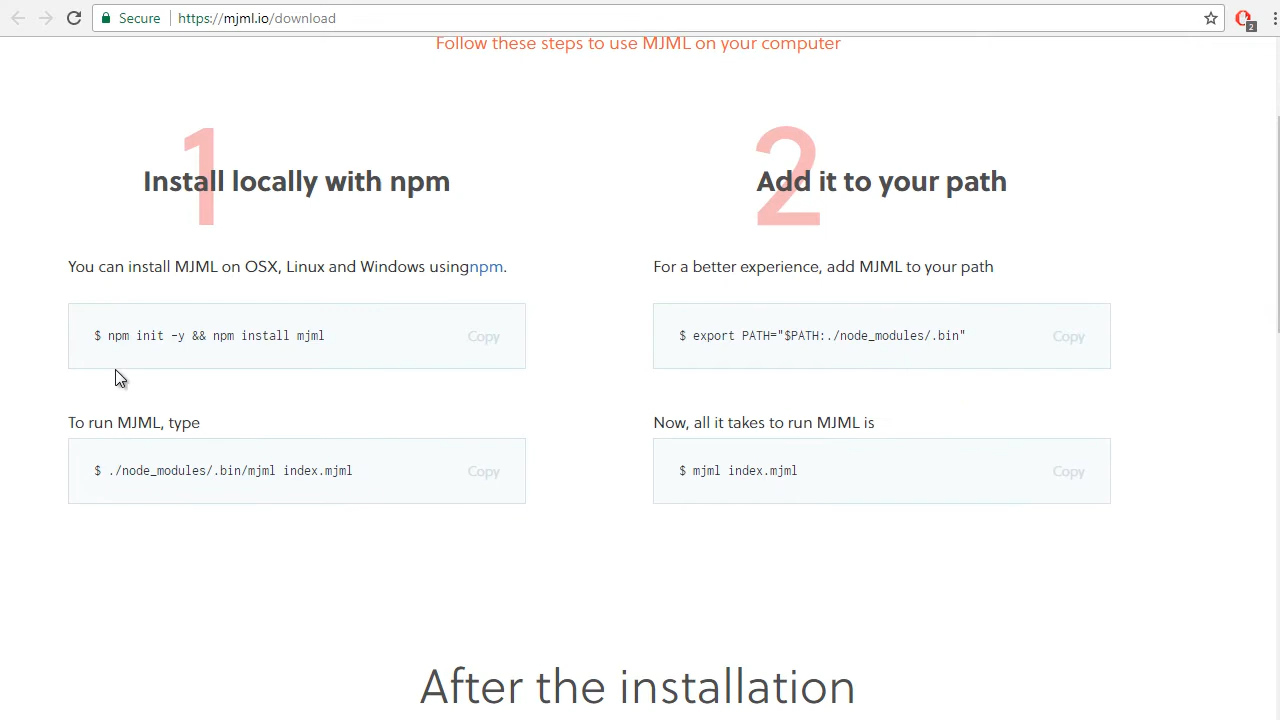 Secure | https://mjml.io/download
2
Follow these steps to use MJML on your computer
1
Install locally with npm
You can install MJML on OSX, Linux and Windows usingnpm.
$ npm init -y && npm install mjml
Copy
To run MJML, type
$ ./node_modules/.bin/mjml index.mjml
Copy
2
Add it to your path
For a better experience, add MJML to your path
$ export PATH="$PATH:./node_modules/.bin"
Copy
Now, all it takes to run MJML is
$ mjml index.mjml
Copy
After the installation